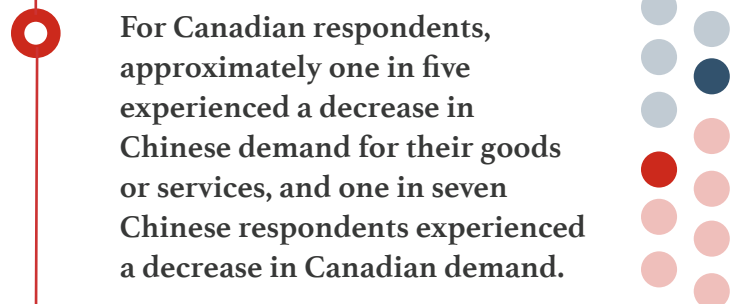 For Canadian respondents,
approximately one in five
experienced a decrease in
Chinese demand for their goods
or services, and one in seven
Chinese respondents experienced
a decrease in Canadian demand.